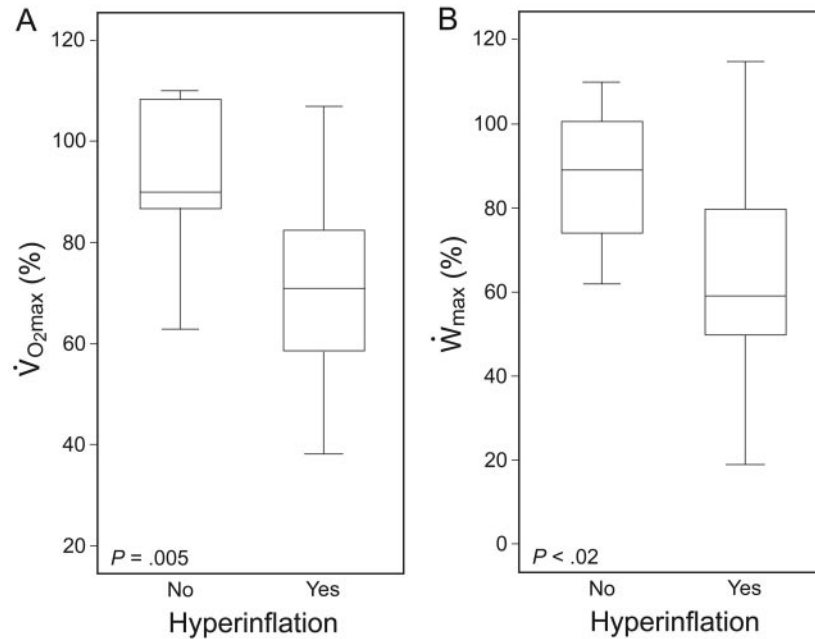 A
120
100
80
60
40
20
V̇O₂max (%)
P = .005
No Yes
Hyperinflation
B
120
100
80
60
40
20
0
Ẇmax (%)
P < .02
No Yes
Hyperinflation